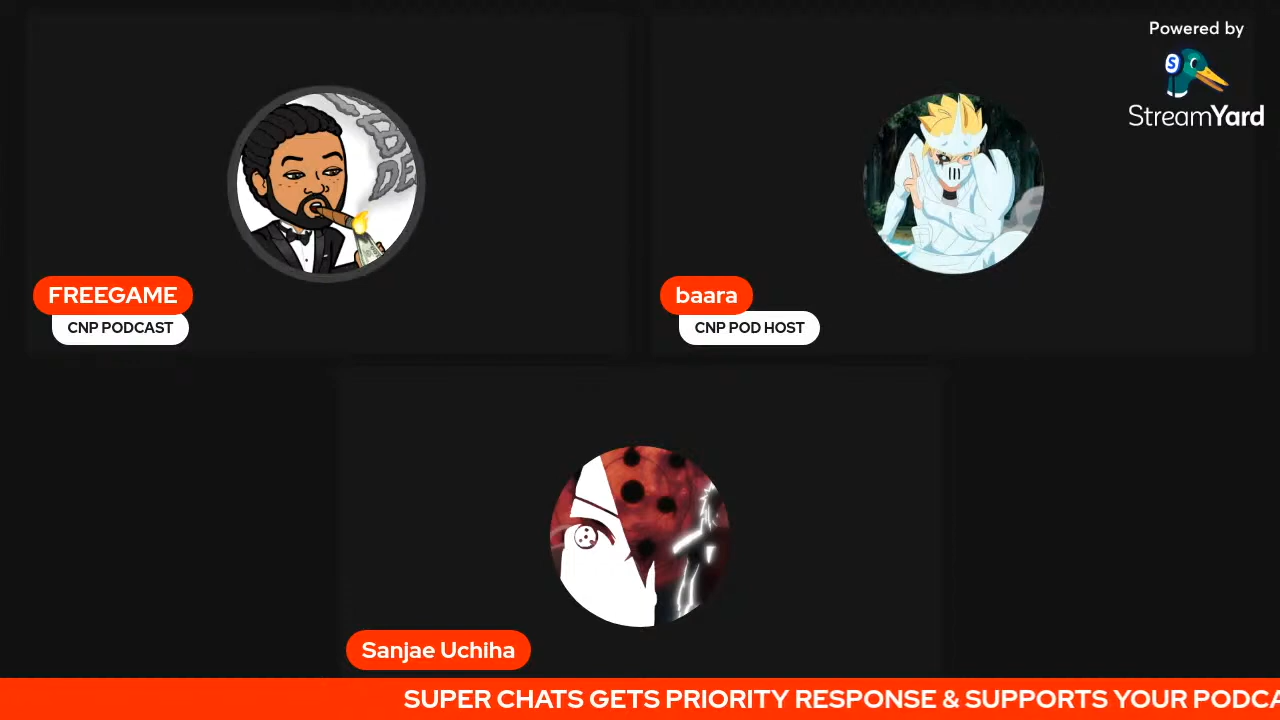 Powered by
StreamYard
FREEGAME
CNP PODCAST
baara
CNP POD HOST
Sanjae Uchiha
SUPER CHATS GETS PRIORITY RESPONSE & SUPPORTS YOUR PODCA